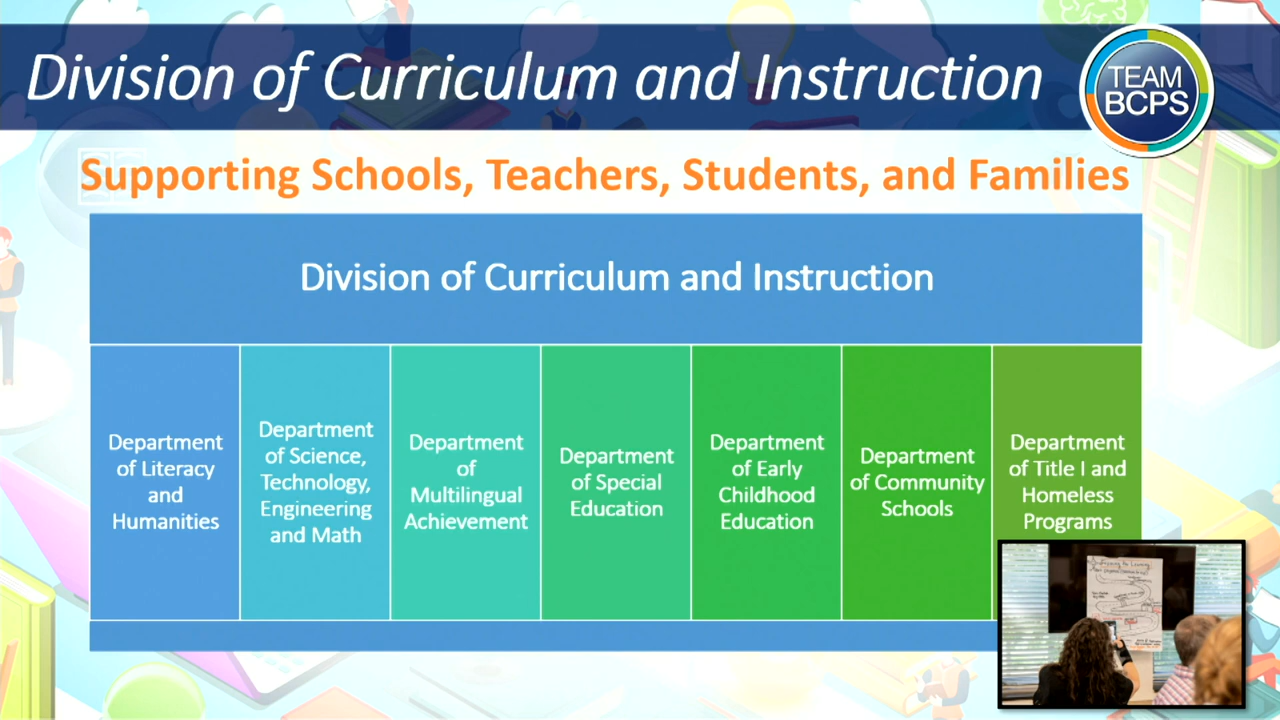 Division of Curriculum and Instruction
TEAM
BCPS
Supporting Schools, Teachers, Students, and Families
Division of Curriculum and Instruction
Department
of Literacy
and
Humanities
Department
of Science,
Technology,
Engineering
and Math
Department
of
Multilingual
Achievement
Department
of Special
Education
Department
of Early
Childhood
Education
Department
of Community
Schools
Department
of Title I and
Homeless
Programs
the Learning